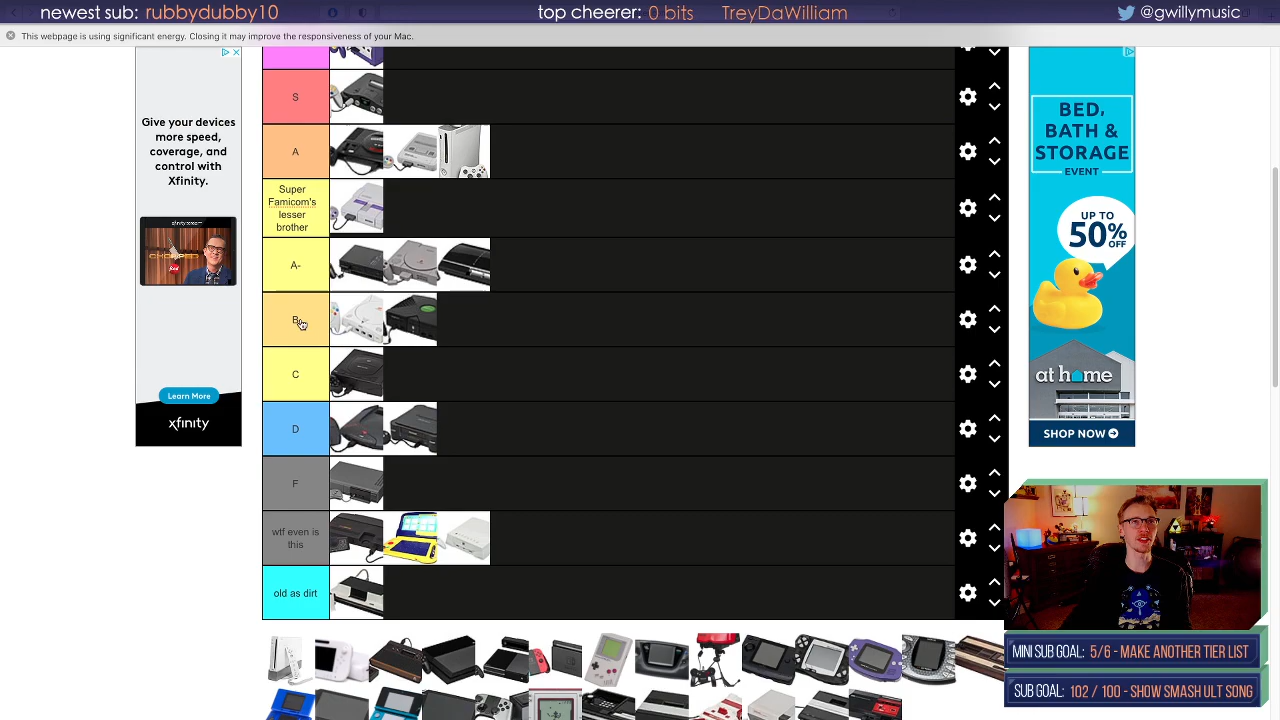 newest sub: rubbydubby10
top cheerer: 0 bits TreyDaWilliam
@gwillymusic
This webpage is using significant energy. Closing it may improve the responsiveness of your Mac.
Give your devices
more speed,
coverage, and
control with
Xfinity.
Learn More
xfinity
S
A
Super
Famicom's
lesser
brother
A-
B
C
D
F
wtf even is
this
old as dirt
BED,
BATH &
STORAGE
EVENT
UP TO
50%
OFF
at home
SHOP NOW
MINI SUB GOAL: 5/6 - MAKE ANOTHER TIER LIST
SUB GOAL: 102 / 100 - SHOW SMASH ULT SONG